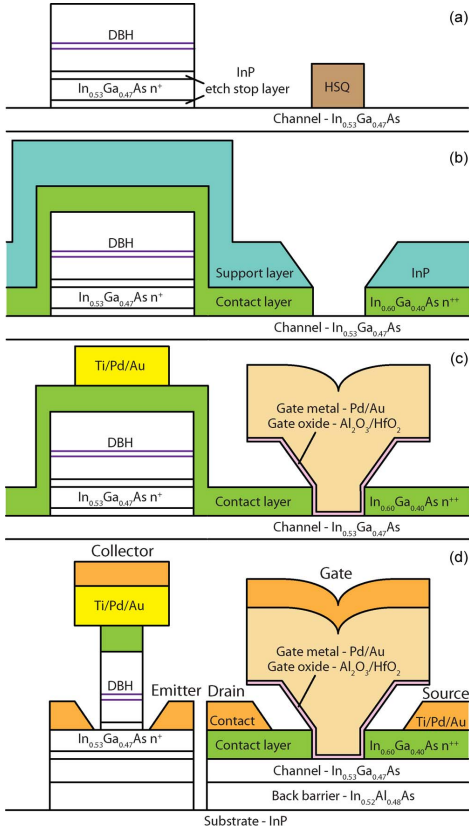 (a)
DBH
InP
etch stop layer
In₀.₅₃Ga₀.₄₇As n⁺
HSQ
Channel - In₀.₅₃Ga₀.₄₇As
(b)
DBH
Support layer
InP
In₀.₅₃Ga₀.₄₇As n⁺
Contact layer
In₀.₆₀Ga₀.₄₀As n⁺⁺
Channel - In₀.₅₃Ga₀.₄₇As
(c)
Ti/Pd/Au
Gate metal - Pd/Au
Gate oxide - Al₂O₃/HfO₂
DBH
In₀.₅₃Ga₀.₄₇As n⁺
Contact layer
In₀.₆₀Ga₀.₄₀As n⁺⁺
Channel - In₀.₅₃Ga₀.₄₇As
(d)
Collector
Gate
Ti/Pd/Au
Gate metal - Pd/Au
Gate oxide - Al₂O₃/HfO₂
DBH
Emitter
Drain
Source
Contact
Ti/Pd/Au
In₀.₅₃Ga₀.₄₇As n⁺
Contact layer
In₀.₆₀Ga₀.₄₀As n⁺⁺
Channel - In₀.₅₃Ga₀.₄₇As
Back barrier - In₀.₅₂Al₀.₄₈As
Substrate - InP